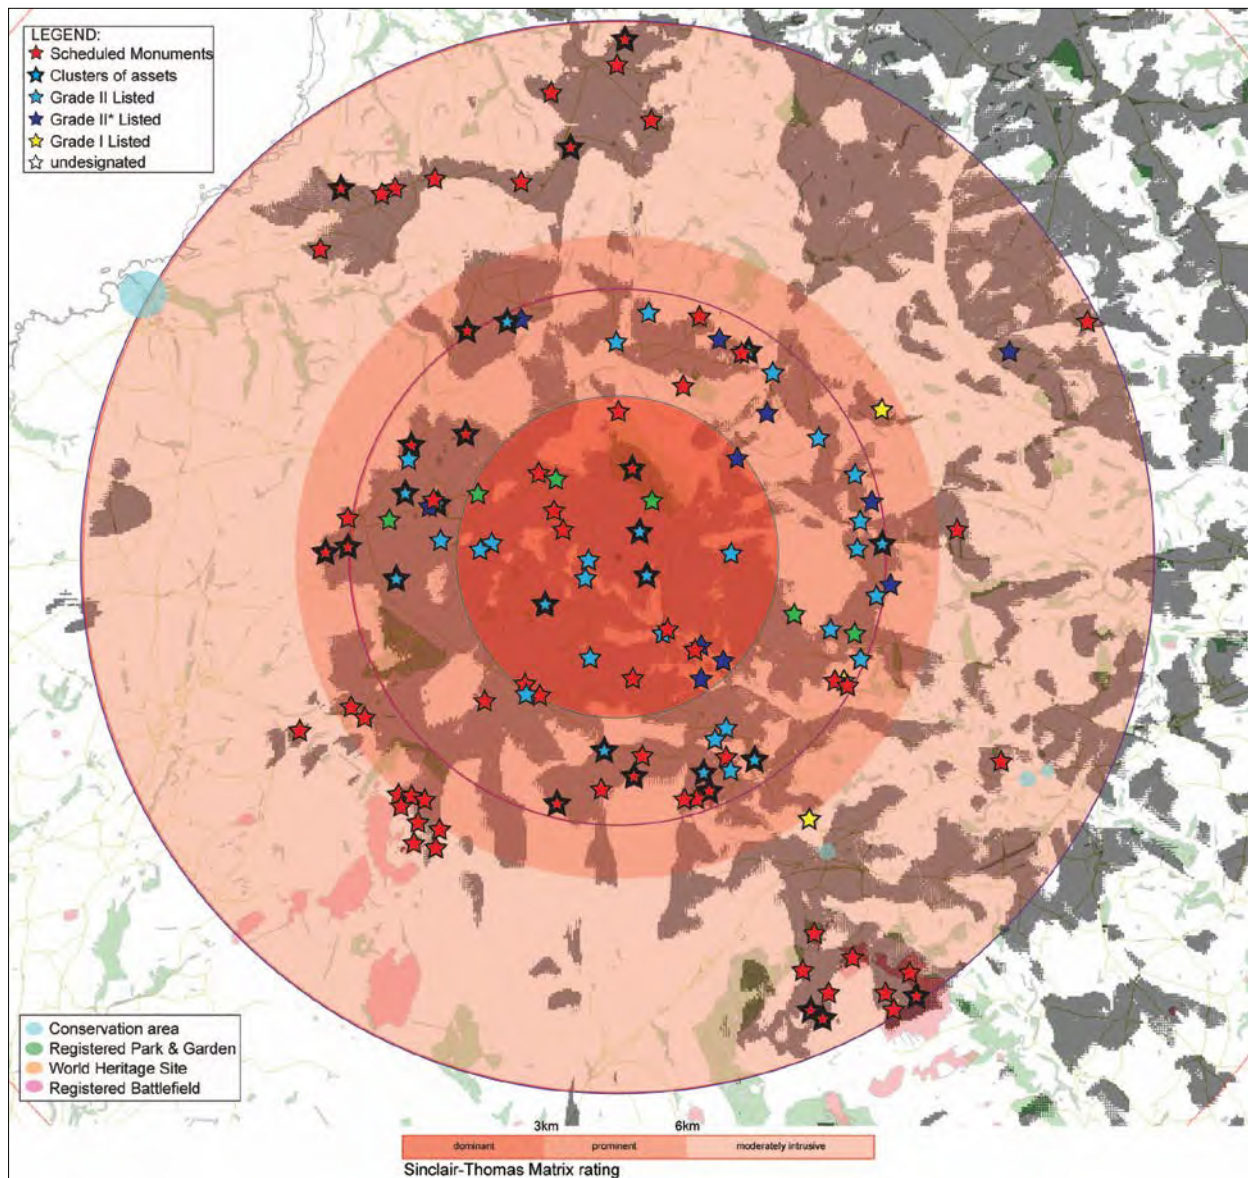 LEGEND:
Scheduled Monuments
Clusters of assets
Grade II Listed
Grade II* Listed
Grade I Listed
undesignated
Conservation area
Registered Park & Garden
World Heritage Site
Registered Battlefield
3km 6km
dominant prominent moderately intrusive
Sinclair-Thomas Matrix rating